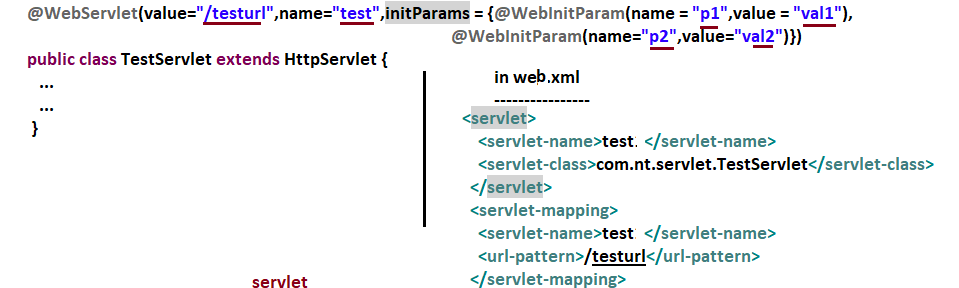 @WebServlet(value="/testurl",name="test",initParams = {@WebInitParam(name = "p1",value = "val1"),
@WebInitParam(name="p2",value="val2")})
public class TestServlet extends HttpServlet {
...
...
}
in web.xml
----------------
<servlet>
<servlet-name>test </servlet-name>
<servlet-class>com.nt.servlet.TestServlet</servlet-class>
</servlet>
<servlet-mapping>
<servlet-name>test </servlet-name>
<url-pattern>/testurl</url-pattern>
</servlet-mapping>
servlet